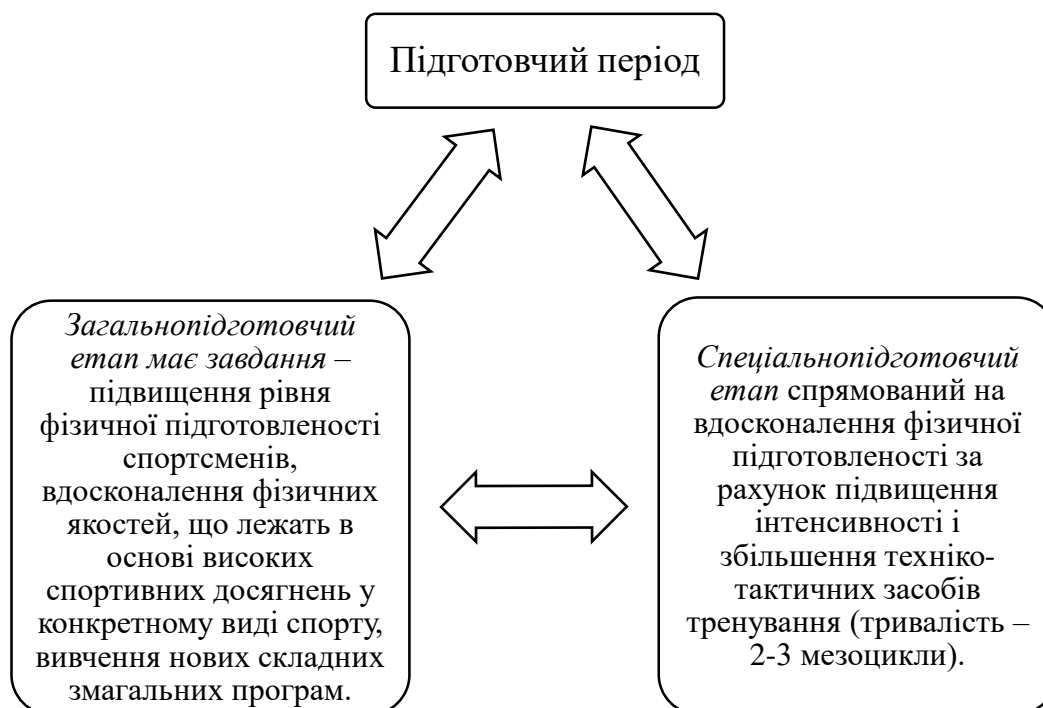 Підготовчий період
Загальнопідготовчий
етап має завдання –
підвищення рівня
фізичної підготовленості
спортсменів,
вдосконалення фізичних
якостей, що лежать в
основі високих
спортивних досягнень у
конкретному виді спорту,
вивчення нових складних
змагальних програм.
Спеціальнопідготовчий
етап спрямований на
вдосконалення фізичної
підготовленості за
рахунок підвищення
інтенсивності і
збільшення техніко-
тактичних засобів
тренування (тривалість –
2-3 мезоцикли).